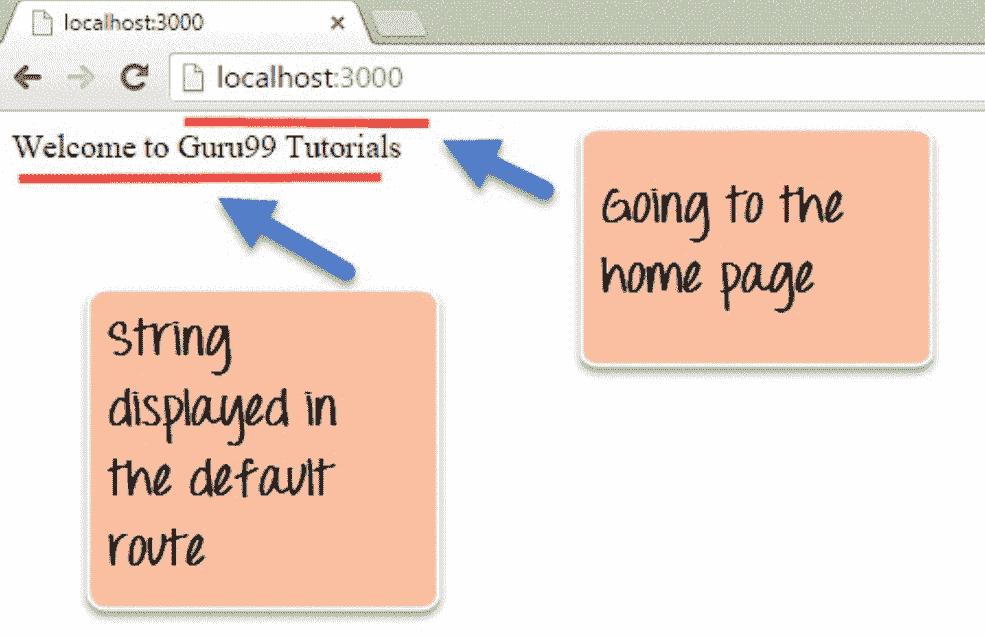 localhost:3000
localhost:3000
Welcome to Guru99 Tutorials
Going to the
home page
String
displayed in
the default
route